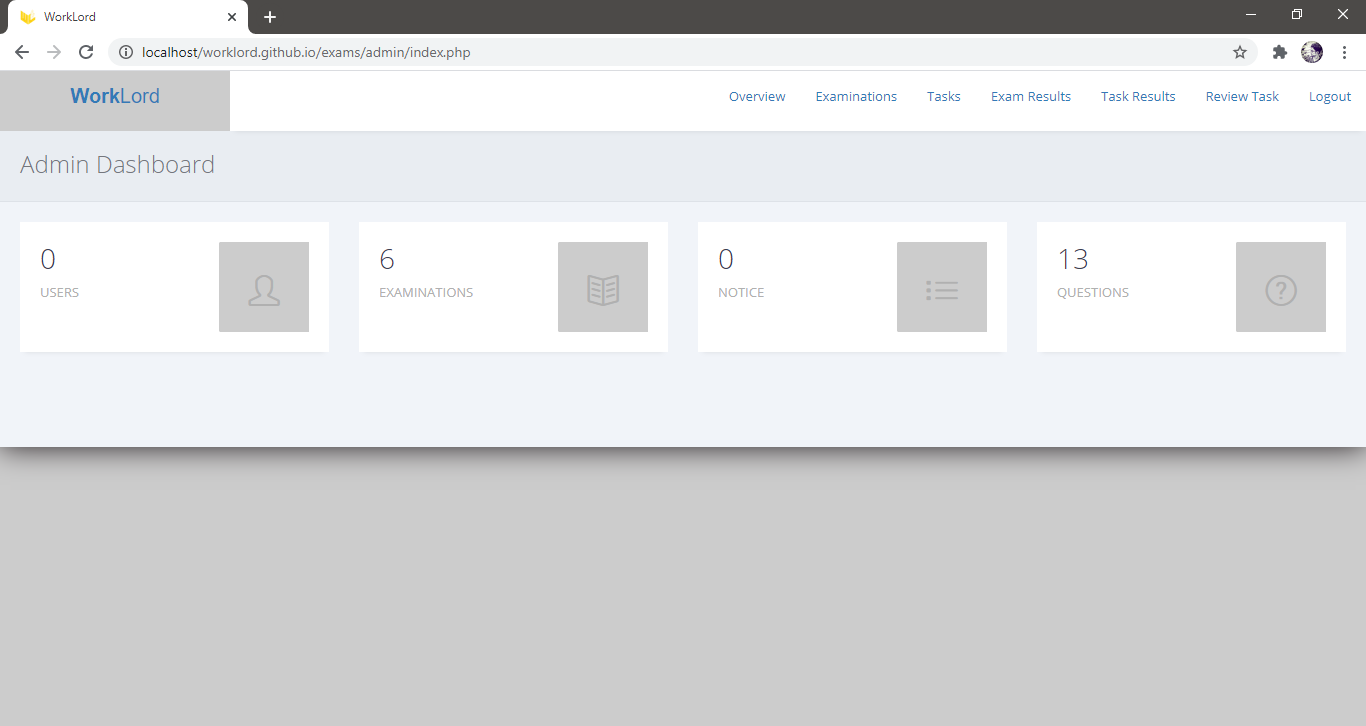 WorkLord
localhost/worklord.github.io/exams/admin/index.php
WorkLord
Overview Examinations Tasks Exam Results Task Results Review Task Logout
Admin Dashboard
0
USERS
6
EXAMINATIONS
0
NOTICE
13
QUESTIONS